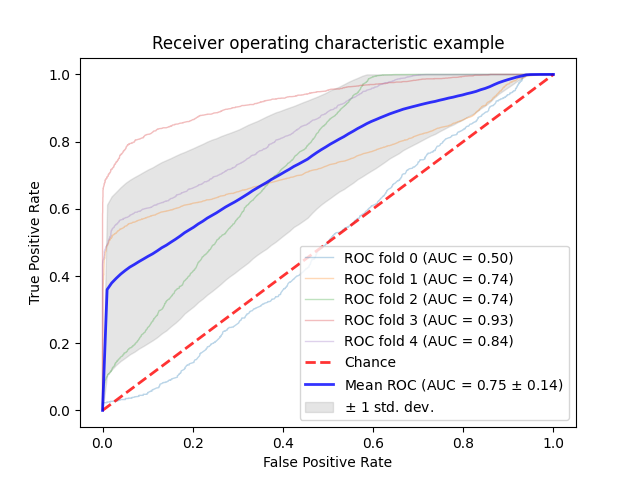 Receiver operating characteristic example
True Positive Rate
1.0
0.8
0.6
0.4
0.2
0.0
ROC fold 0 (AUC = 0.50)
ROC fold 1 (AUC = 0.74)
ROC fold 2 (AUC = 0.74)
ROC fold 3 (AUC = 0.93)
ROC fold 4 (AUC = 0.84)
Chance
Mean ROC (AUC = 0.75 ± 0.14)
± 1 std. dev.
0.0 0.2 0.4 0.6 0.8 1.0
False Positive Rate